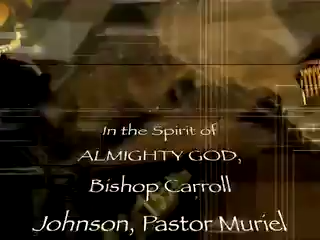 In the Spirit of
ALMIGHTY GOD,
Bishop Carroll
Johnson, Pastor Muriel